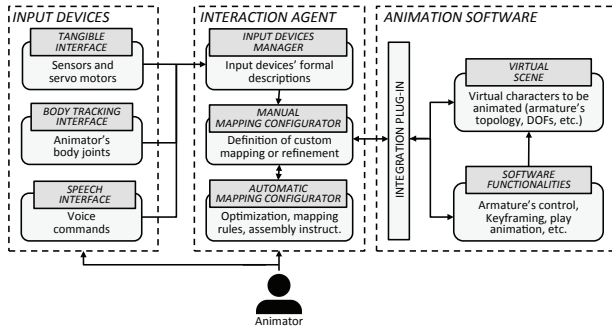 INPUT DEVICES
TANGIBLE
INTERFACE
Sensors and
servo motors
BODY TRACKING
INTERFACE
Animator's
body joints
SPEECH
INTERFACE
Voice
commands
INTERACTION AGENT
INPUT DEVICES
MANAGER
Input devices' formal
descriptions
MANUAL
MAPPING CONFIGURATOR
Definition of custom
mapping or refinement
AUTOMATIC
MAPPING CONFIGURATOR
Optimization, mapping
rules, assembly instruct.
ANIMATION SOFTWARE
INTEGRATION PLUG-IN
VIRTUAL
SCENE
Virtual characters to be
animated (armature's
topology, DOFs, etc.)
SOFTWARE
FUNCTIONALITIES
Armature's control,
Keyframing, play
animation, etc.
Animator